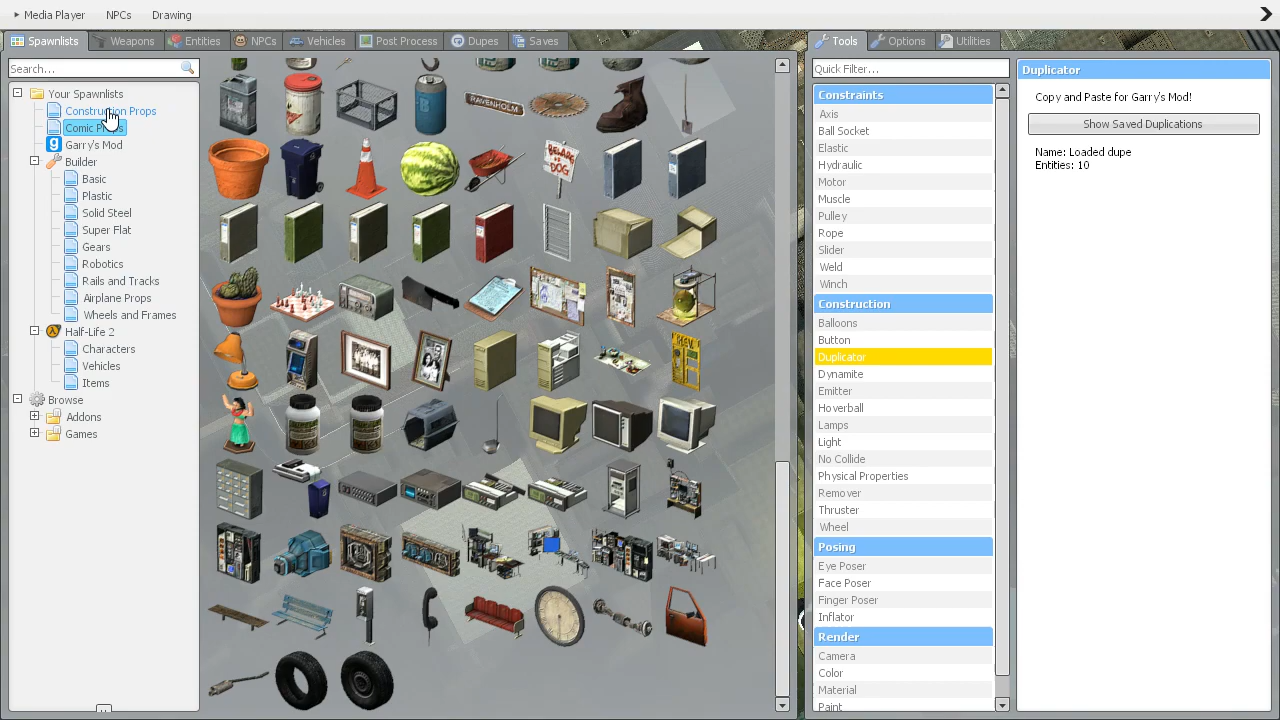 Media Player NPCs Drawing
Spawnlists Weapons Entities NPCs Vehicles Post Process Dupes Saves
Tools Options Utilities
Search...
Your Spawnlists
Construction Props
Comic Props
Garry's Mod
Builder
Basic
Plastic
Solid Steel
Super Flat
Gears
Robotics
Rails and Tracks
Airplane Props
Wheels and Frames
Half-Life 2
Characters
Vehicles
Items
Browse
Addons
Games
RAVENHOLM
BEWARE
OF
DOG
Quick Filter...
Constraints
Axis
Ball Socket
Elastic
Hydraulic
Motor
Muscle
Pulley
Rope
Slider
Weld
Winch
Construction
Balloons
Button
Duplicator
Dynamite
Emitter
Hoverball
Lamps
Light
No Collide
Physical Properties
Remover
Thruster
Wheel
Posing
Eye Poser
Face Poser
Finger Poser
Inflator
Render
Camera
Color
Material
Paint
Duplicator
Copy and Paste for Garry's Mod!
Show Saved Duplications
Name: Loaded dupe
Entities: 10